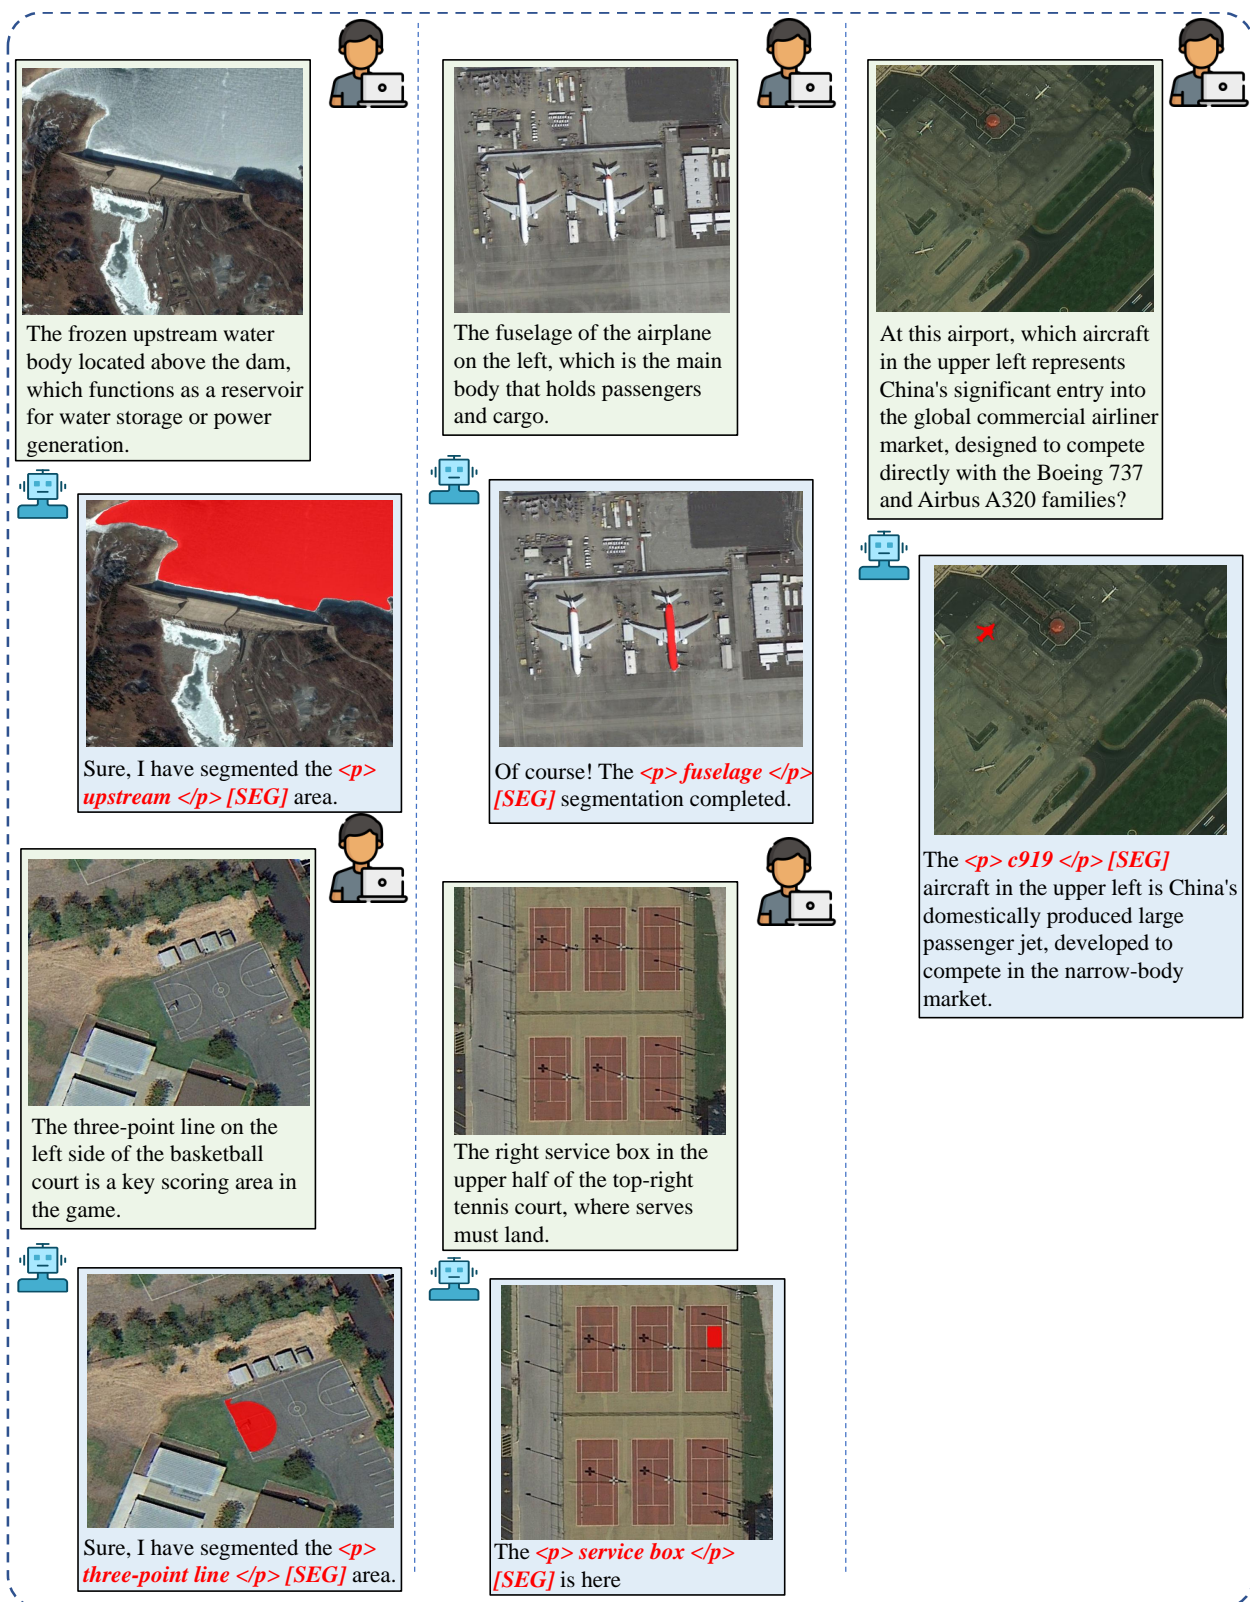 The frozen upstream water
body located above the dam,
which functions as a reservoir
for water storage or power
generation.
Sure, I have segmented the <p>
upstream </p> [SEG] area.
The three-point line on the
left side of the basketball
court is a key scoring area in
the game.
Sure, I have segmented the <p>
three-point line </p> [SEG] area.
The fuselage of the airplane
on the left, which is the main
body that holds passengers
and cargo.
Of course! The <p> fuselage </p>
[SEG] segmentation completed.
The right service box in the
upper half of the top-right
tennis court, where serves
must land.
The <p> service box </p>
[SEG] is here
At this airport, which aircraft
in the upper left represents
China's significant entry into
the global commercial airliner
market, designed to compete
directly with the Boeing 737
and Airbus A320 families?
The <p> c919 </p> [SEG]
aircraft in the upper left is China's
domestically produced large
passenger jet, developed to
compete in the narrow-body
market.